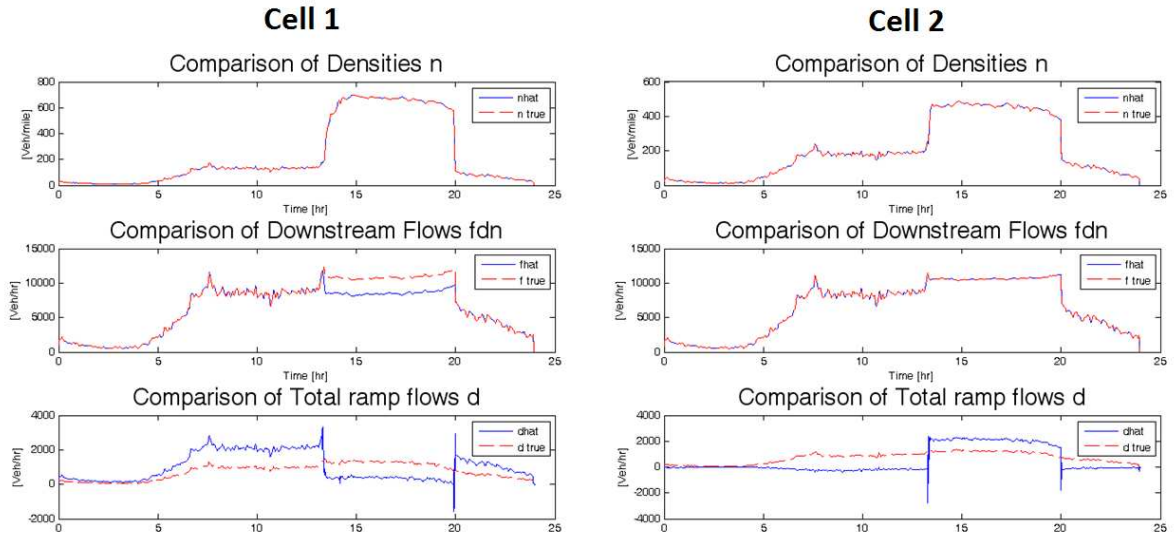 Cell 1
Comparison of Densities n
800
600
400
200
0
[Veh/mile]
nhat
n true
0 5 10 15 20 25
Time [hr]
Comparison of Downstream Flows fdn
15000
10000
5000
0
[Veh/hr]
fhat
f true
0 5 10 15 20 25
Time [hr]
Comparison of Total ramp flows d
4000
2000
0
-2000
[Veh/hr]
dhat
d true
0 5 10 15 20 25
Cell 2
Comparison of Densities n
600
400
200
0
[Veh/mile]
nhat
n true
0 5 10 15 20 25
Time [hr]
Comparison of Downstream Flows fdn
15000
10000
5000
0
[Veh/hr]
fhat
f true
0 5 10 15 20 25
Time [hr]
Comparison of Total ramp flows d
4000
2000
0
-2000
-4000
[Veh/hr]
dhat
d true
0 5 10 15 20 25